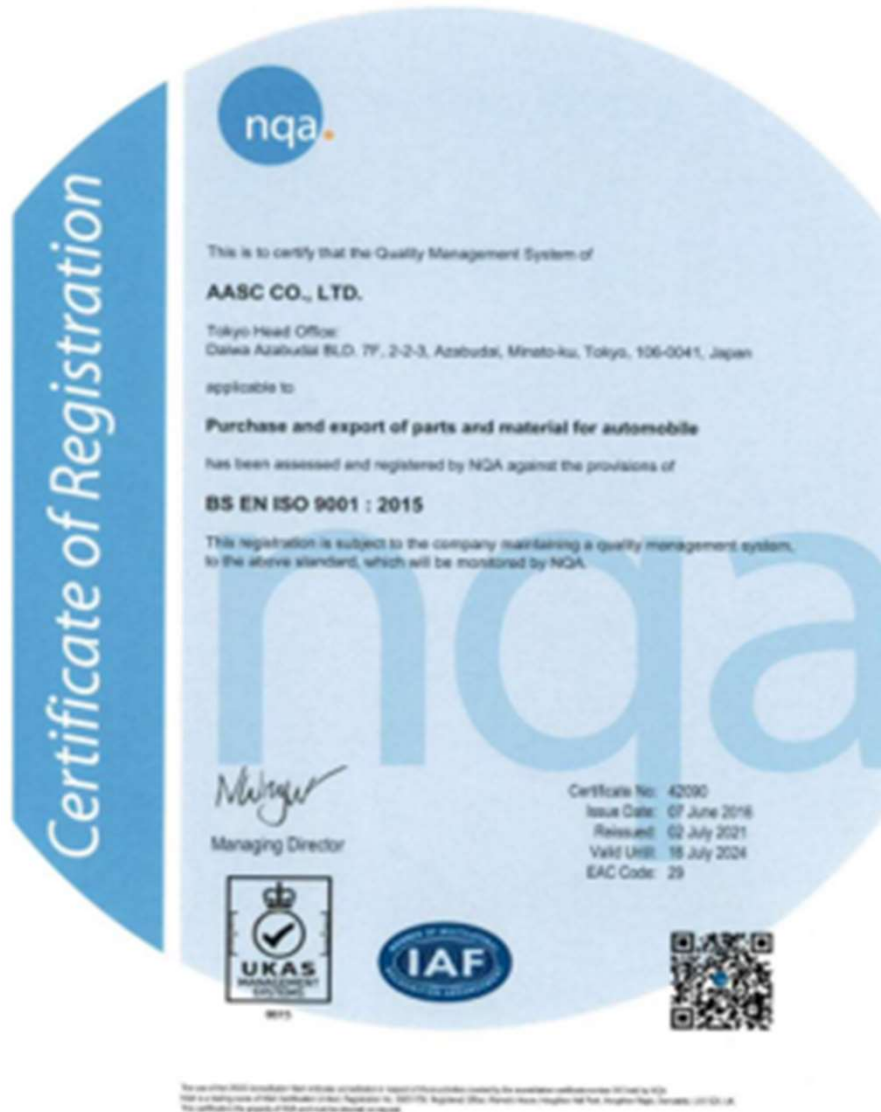 nqa.
Certificate of Registration
This is to certify that the Quality Management System of
AASC CO., LTD.
Tokyo Head Office:
Daiwa Azabudai BLD. 7F, 2-2-3, Azabudai, Minato-ku, Tokyo, 106-0041, Japan
applicable to
Purchase and export of parts and material for automobile
has been assessed and registered by NQA against the provisions of
BS EN ISO 9001 : 2015
This registration is subject to the company maintaining a quality management system,
to the above standard, which will be monitored by NQA.
nqa
Managing Director
Certificate No: 42090
Issue Date: 07 June 2016
Reissued: 02 July 2021
Valid Until: 16 July 2024
EAC Code: 29
UKAS
MANAGEMENT
SYSTEMS
IAF